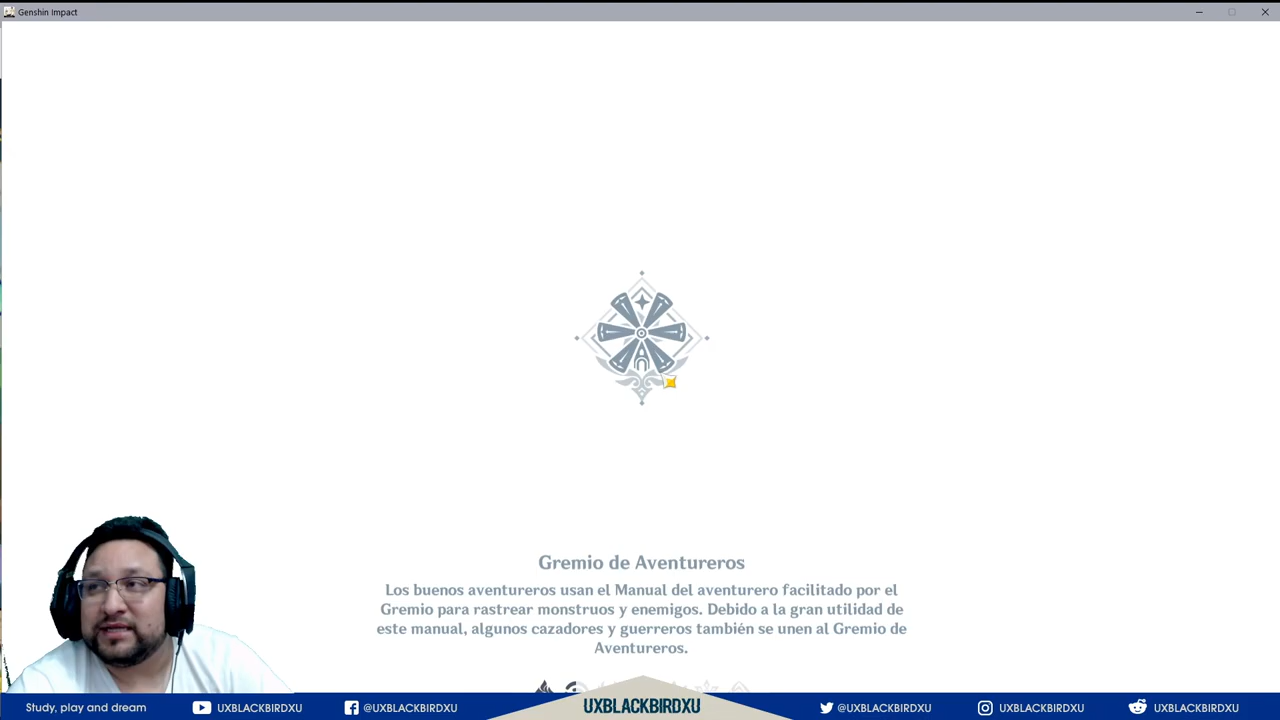 Genshin Impact
Gremio de Aventureros
Los buenos aventureros usan el Manual del aventurero facilitado por el
Gremio para rastrear monstruos y enemigos. Debido a la gran utilidad de
este manual, algunos cazadores y guerreros también se unen al Gremio de
Aventureros.
Study, play and dream
UXBLACKBIRDXU
@UXBLACKBIRDXU
UXBLACKBIRDXU
@UXBLACKBIRDXU
UXBLACKBIRDXU
UXBLACKBIRDXU